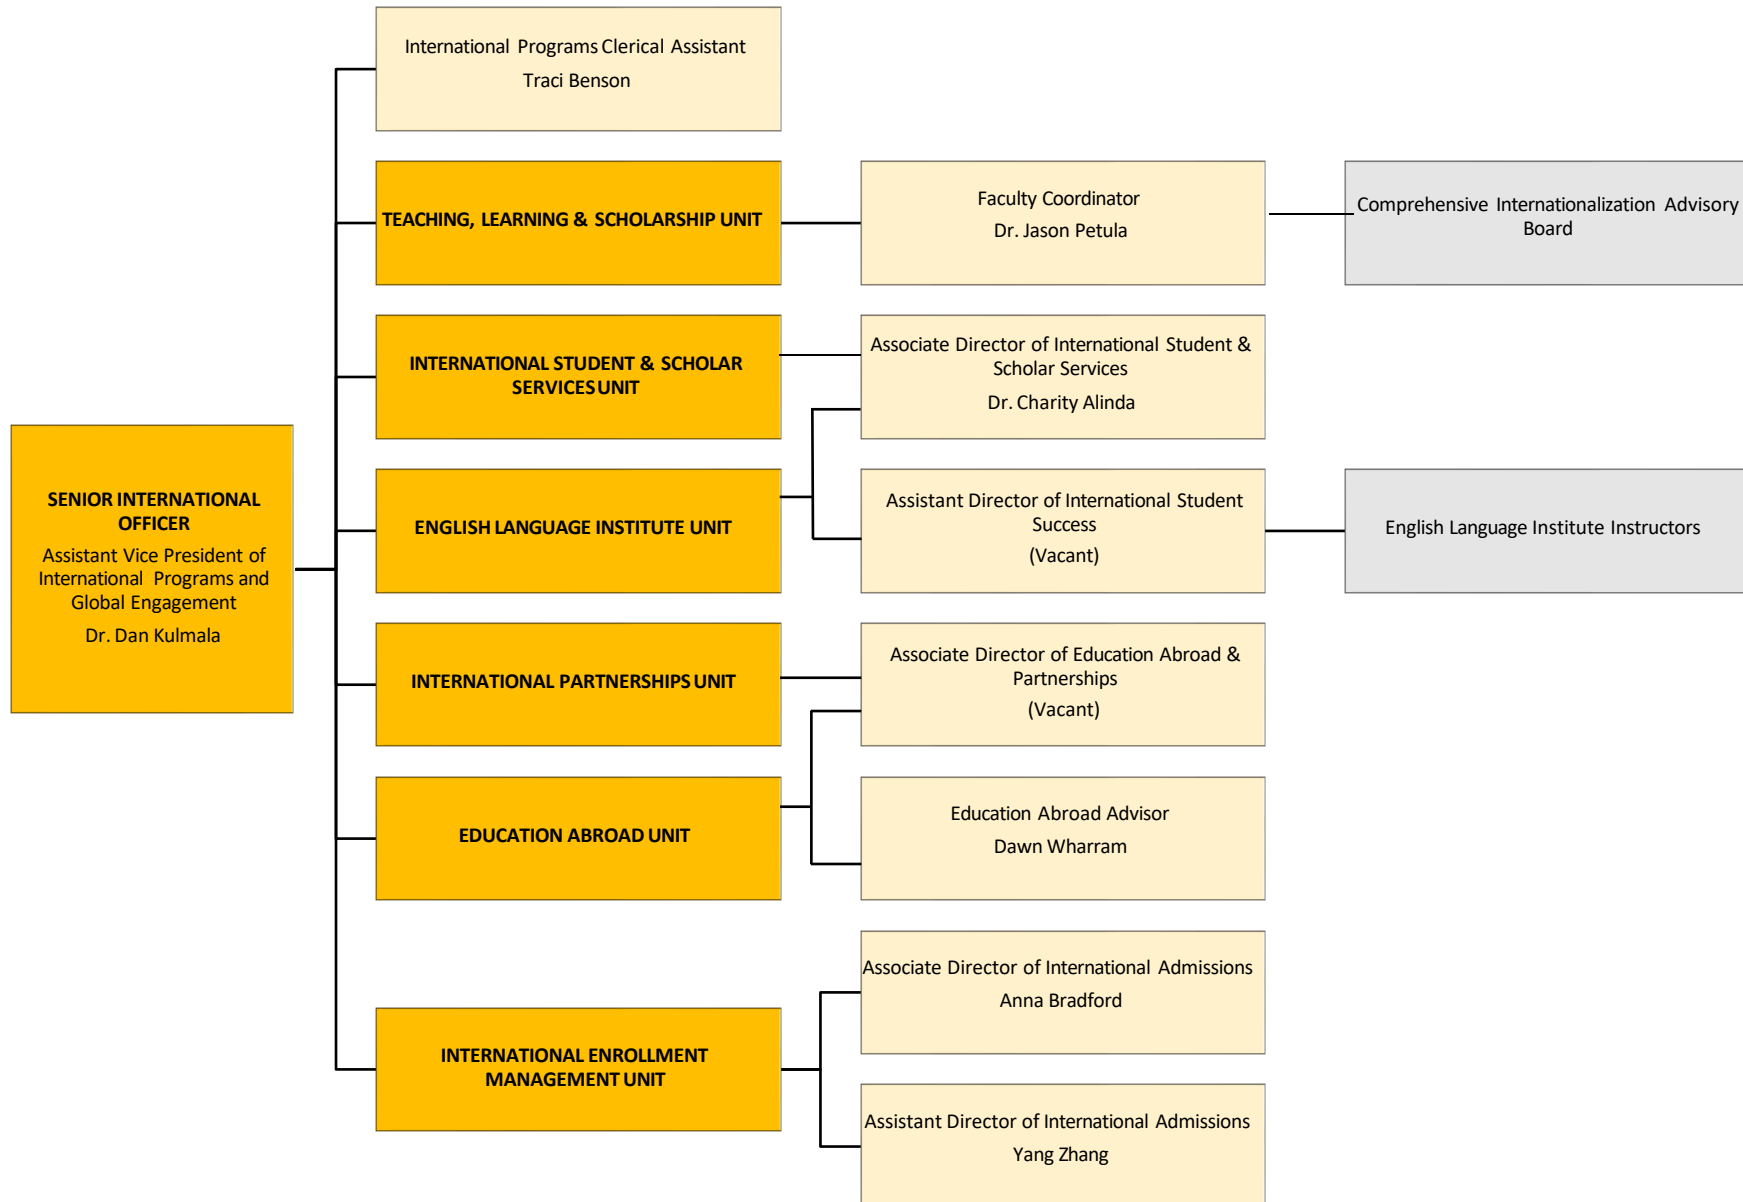 International Programs Clerical Assistant
Traci Benson
TEACHING, LEARNING & SCHOLARSHIP UNIT
Faculty Coordinator
Dr. Jason Petula
Comprehensive Internationalization Advisory
Board
INTERNATIONAL STUDENT & SCHOLAR
SERVICES UNIT
Associate Director of International Student &
Scholar Services
Dr. Charity Alinda
SENIOR INTERNATIONAL
OFFICER
Assistant Vice President of
International Programs and
Global Engagement
Dr. Dan Kulmala
ENGLISH LANGUAGE INSTITUTE UNIT
Assistant Director of International Student
Success
(Vacant)
English Language Institute Instructors
INTERNATIONAL PARTNERSHIPS UNIT
Associate Director of Education Abroad &
Partnerships
(Vacant)
EDUCATION ABROAD UNIT
Education Abroad Advisor
Dawn Wharram
INTERNATIONAL ENROLLMENT
MANAGEMENT UNIT
Associate Director of International Admissions
Anna Bradford
Assistant Director of International Admissions
Yang Zhang